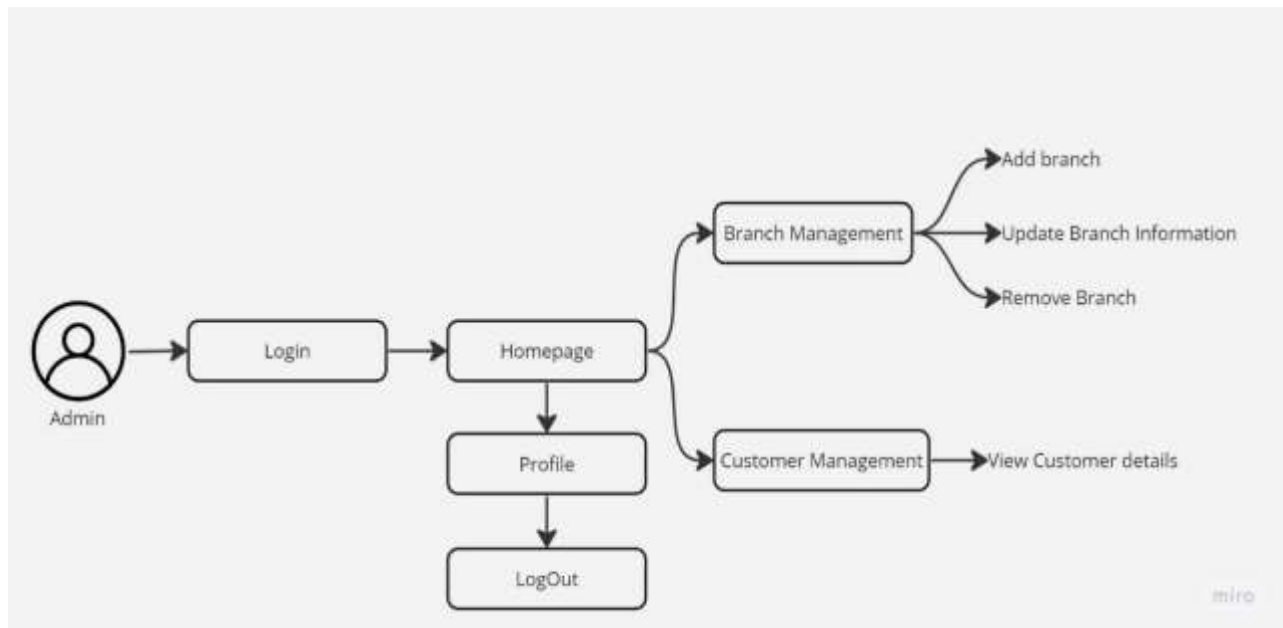 Add branch
Branch Management
Update Branch Information
Remove Branch
Login
Homepage
Admin
Profile
Customer Management
View Customer details
LogOut
miro